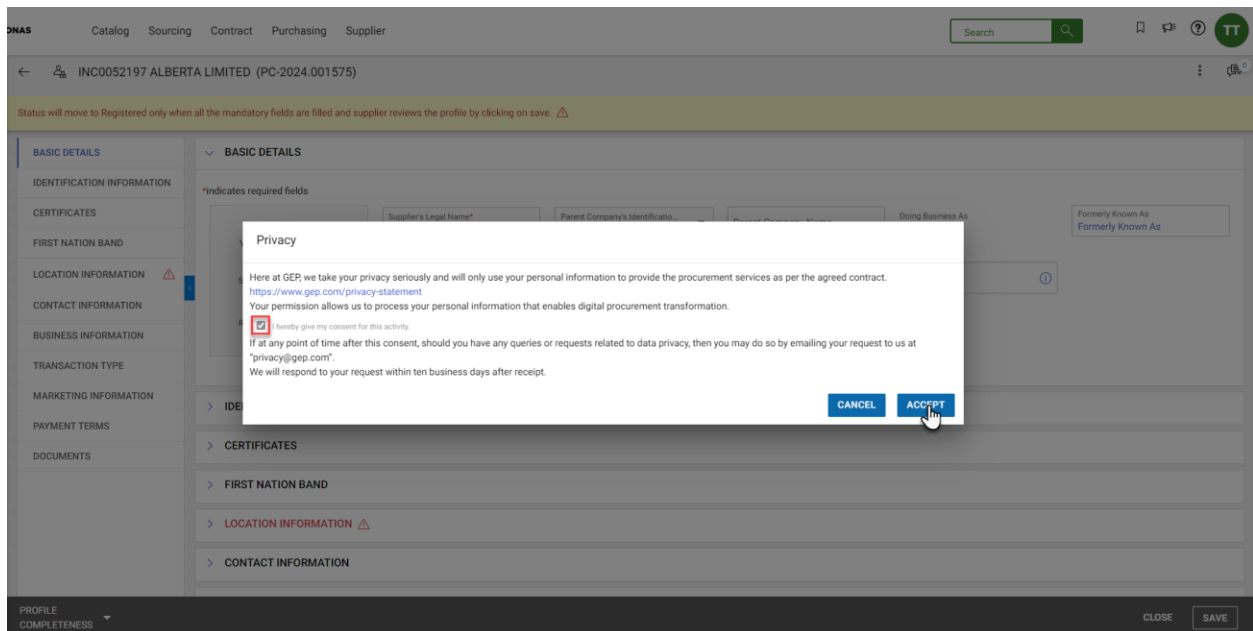 ONAS
Catalog Sourcing Contract Purchasing Supplier
Search
TT
INC0052197 ALBERTA LIMITED (PC-2024.001575)
0
Status will move to Registered only when all the mandatory fields are filled and supplier reviews the profile by clicking on save.
BASIC DETAILS
IDENTIFICATION INFORMATION
CERTIFICATES
FIRST NATION BAND
LOCATION INFORMATION
CONTACT INFORMATION
BUSINESS INFORMATION
TRANSACTION TYPE
MARKETING INFORMATION
PAYMENT TERMS
DOCUMENTS
BASIC DETAILS
*indicates required fields
Supplier's Legal Name*
Parent Company's Identificatio...
Parent Company Name
Doing Business As
Formerly Known As
Formerly Known As
Privacy
Here at GEP, we take your privacy seriously and will only use your personal information to provide the procurement services as per the agreed contract.
https://www.gep.com/privacy-statement
Your permission allows us to process your personal information that enables digital procurement transformation.
I hereby give my consent for this activity.
If at any point of time after this consent, should you have any queries or requests related to data privacy, then you may do so by emailing your request to us at
"privacy@gep.com".
We will respond to your request within ten business days after receipt.
CANCEL ACCEPT
IDE
CERTIFICATES
FIRST NATION BAND
LOCATION INFORMATION
CONTACT INFORMATION
PROFILE
COMPLETENESS
CLOSE SAVE